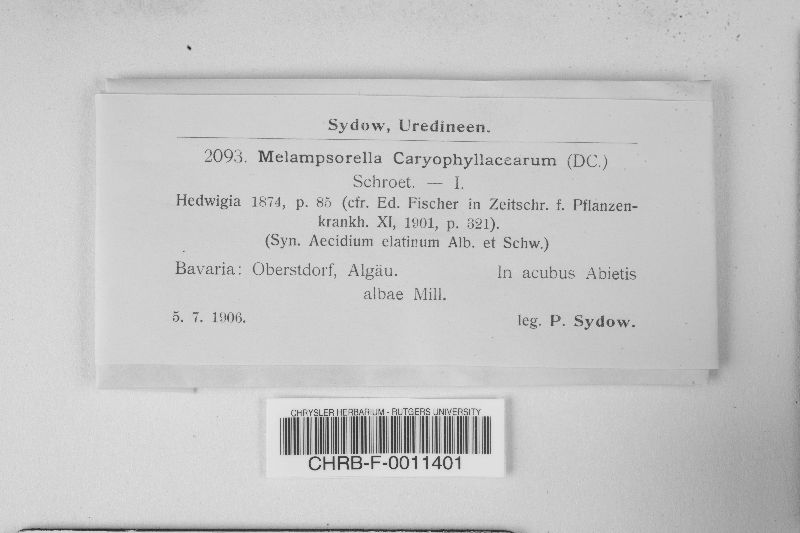 Sydow, Uredineen.
2093. Melampsorella Caryophyllacearum (DC.)
Schroet. — I.
Hedwigia 1874, p. 85 (cfr. Ed. Fischer in Zeitschr. f. Pflanzen-
krankh. XI, 1901, p. 321).
(Syn. Aecidium elatinum Alb. et Schw.)
Bavaria: Oberstdorf, Algäu. In acubus Abietis
albae Mill.
5. 7. 1906. leg. P. Sydow.
CHRYSLER HERBARIUM - RUTGERS UNIVERSITY
CHRB-F-0011401